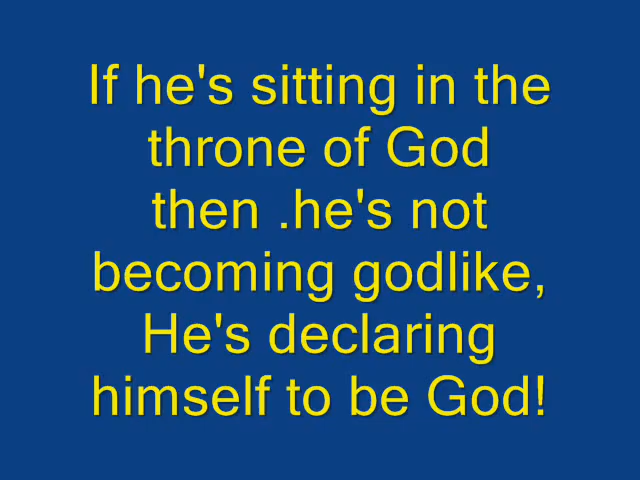 If he's sitting in the
throne of God
then .he's not
becoming godlike,
He's declaring
himself to be God!